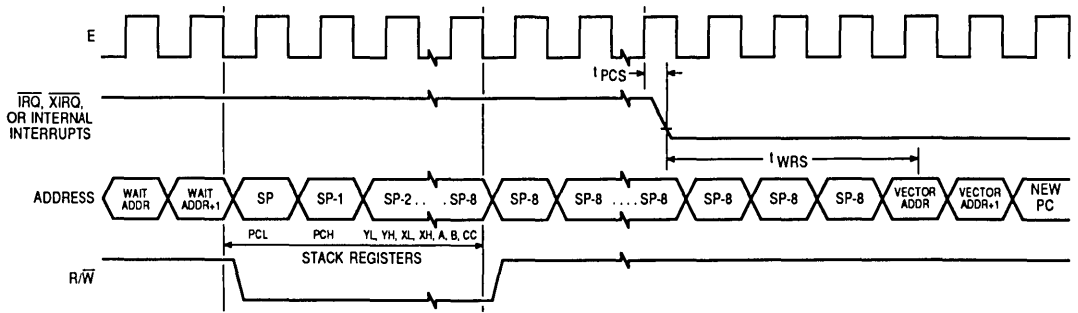 E
t PCS
IRQ, XIRQ,
OR INTERNAL
INTERRUPTS
t WRS
ADDRESS
WAIT ADDR
WAIT ADDR+1
SP
SP-1
SP-2. . . .SP-8
SP-8
SP-8 . . . . SP-8
SP-8
SP-8
SP-8
VECTOR ADDR
VECTOR ADDR+1
NEW PC
PCL
PCH
YL, YH, XL, XH, A, B, CC
STACK REGISTERS
R/W